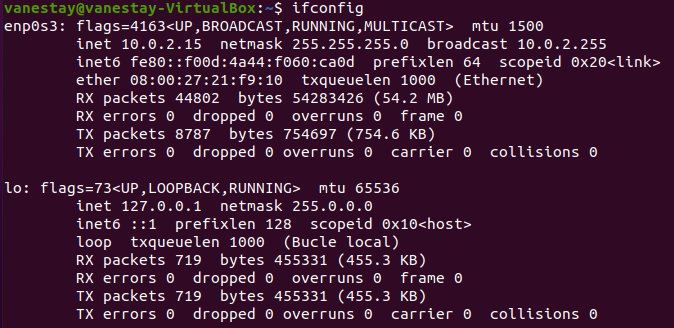 vanestay@vanestay-VirtualBox:~$ ifconfig
enp0s3: flags=4163<UP,BROADCAST,RUNNING,MULTICAST>  mtu 1500
        inet 10.0.2.15  netmask 255.255.255.0  broadcast 10.0.2.255
        inet6 fe80::f00d:4a44:f060:ca0d  prefixlen 64  scopeid 0x20<link>
        ether 08:00:27:21:f9:10  txqueuelen 1000  (Ethernet)
        RX packets 44802  bytes 54283426 (54.2 MB)
        RX errors 0  dropped 0  overruns 0  frame 0
        TX packets 8787  bytes 754697 (754.6 KB)
        TX errors 0  dropped 0 overruns 0  carrier 0  collisions 0

lo: flags=73<UP,LOOPBACK,RUNNING>  mtu 65536
        inet 127.0.0.1  netmask 255.0.0.0
        inet6 ::1  prefixlen 128  scopeid 0x10<host>
        loop  txqueuelen 1000  (Bucle local)
        RX packets 719  bytes 455331 (455.3 KB)
        RX errors 0  dropped 0  overruns 0  frame 0
        TX packets 719  bytes 455331 (455.3 KB)
        TX errors 0  dropped 0 overruns 0  carrier 0  collisions 0